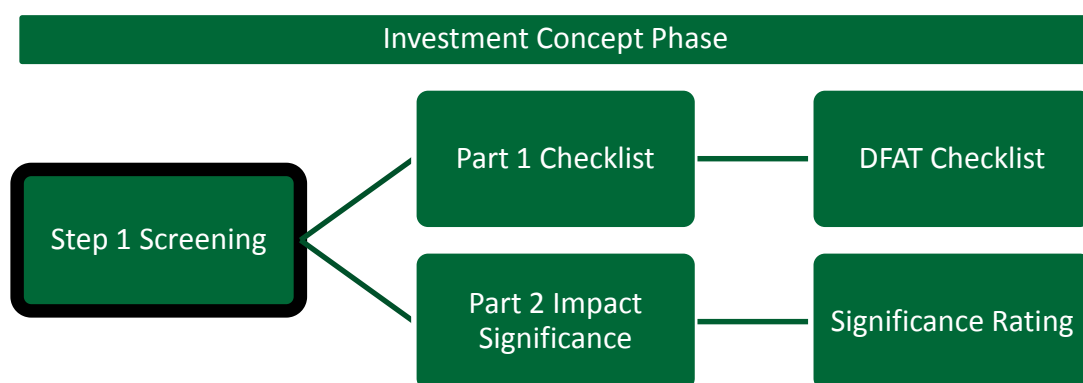 Investment Concept Phase
Part 1 Checklist
DFAT Checklist
Step 1 Screening
Part 2 Impact
Significance
Significance Rating